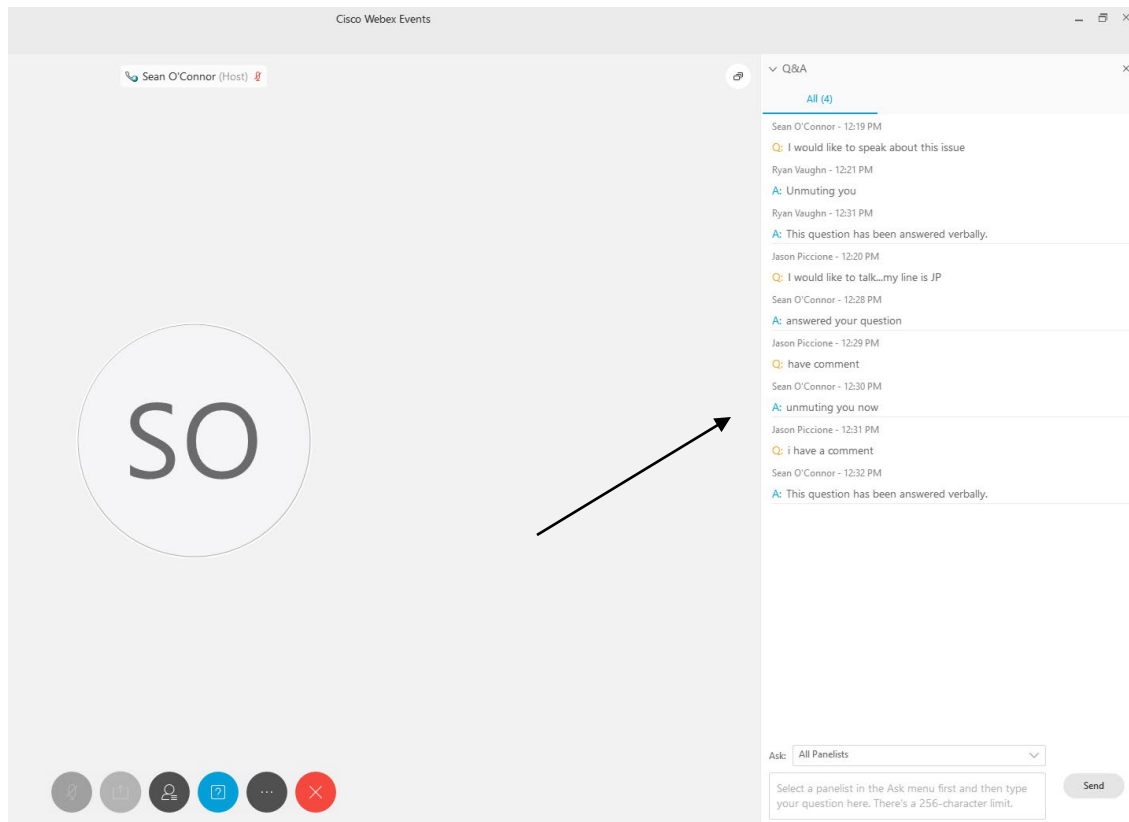 Cisco Webex Events
Sean O'Connor (Host)
SO
Q&A
All (4)
Sean O'Connor - 12:19 PM
Q: I would like to speak about this issue
Ryan Vaughn - 12:21 PM
A: Unmuting you
Ryan Vaughn - 12:31 PM
A: This question has been answered verbally.
Jason Piccione - 12:20 PM
Q: I would like to talk...my line is JP
Sean O'Connor - 12:28 PM
A: answered your question
Jason Piccione - 12:29 PM
Q: have comment
Sean O'Connor - 12:30 PM
A: unmuting you now
Jason Piccione - 12:31 PM
Q: i have a comment
Sean O'Connor - 12:32 PM
A: This question has been answered verbally.
Ask: All Panelists
Select a panelist in the Ask menu first and then type
your question here. There's a 256-character limit.
Send